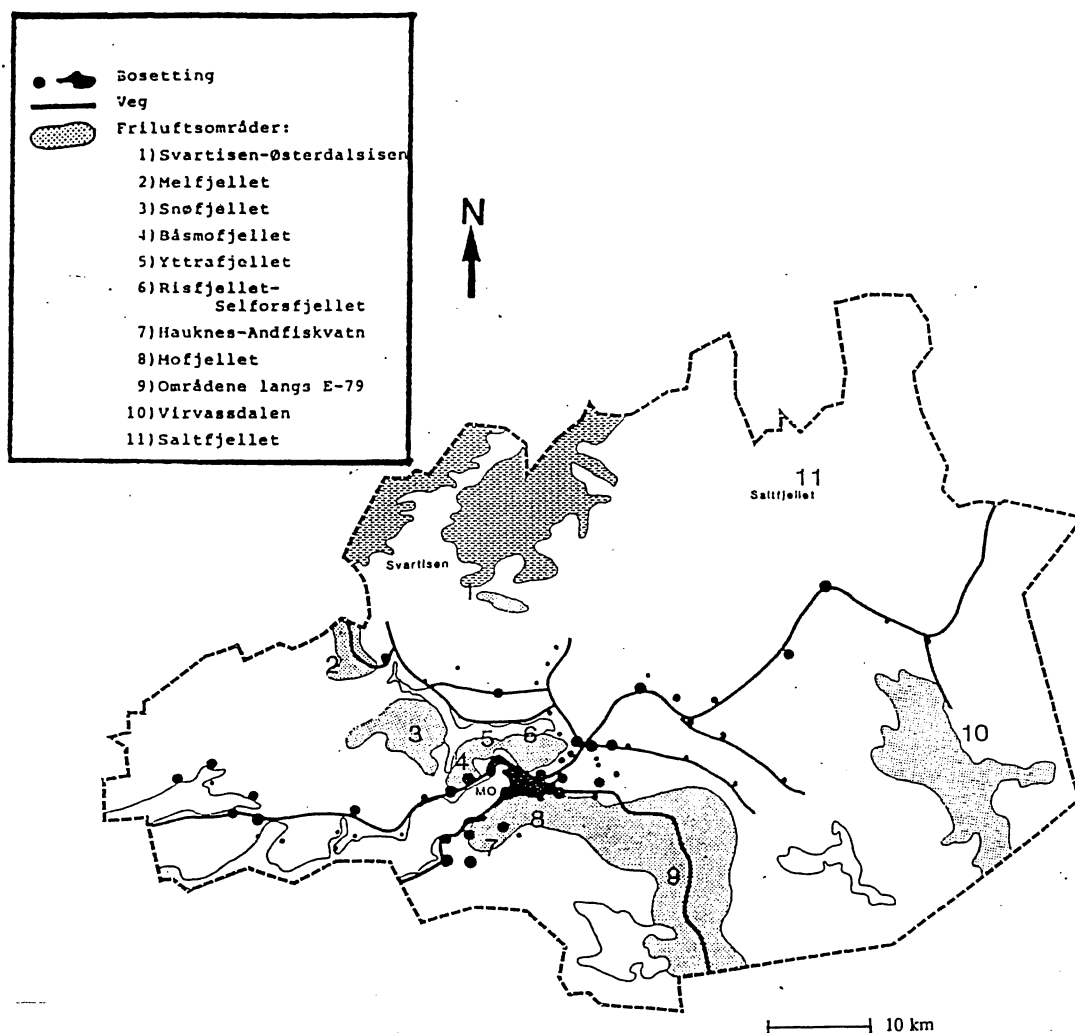 Bosetting
Veg
Friluftsområder:
1)Svartisen-Østerdalsisen
2)Melfjellet
3)Snøfjellet
4)Båsmofjellet
5)Yttrafjellet
6)Risfjellet-
Selforsfjellet
7)Hauknes-Andfiskvatn
8)Mofjellet
9)Områdene langs E-79
10)Virvassdalen
11)Saltfjellet
N
11
Saltfjellet
Svartisen
1
2
3
5
6
10
4
MO
8
7
9
10 km